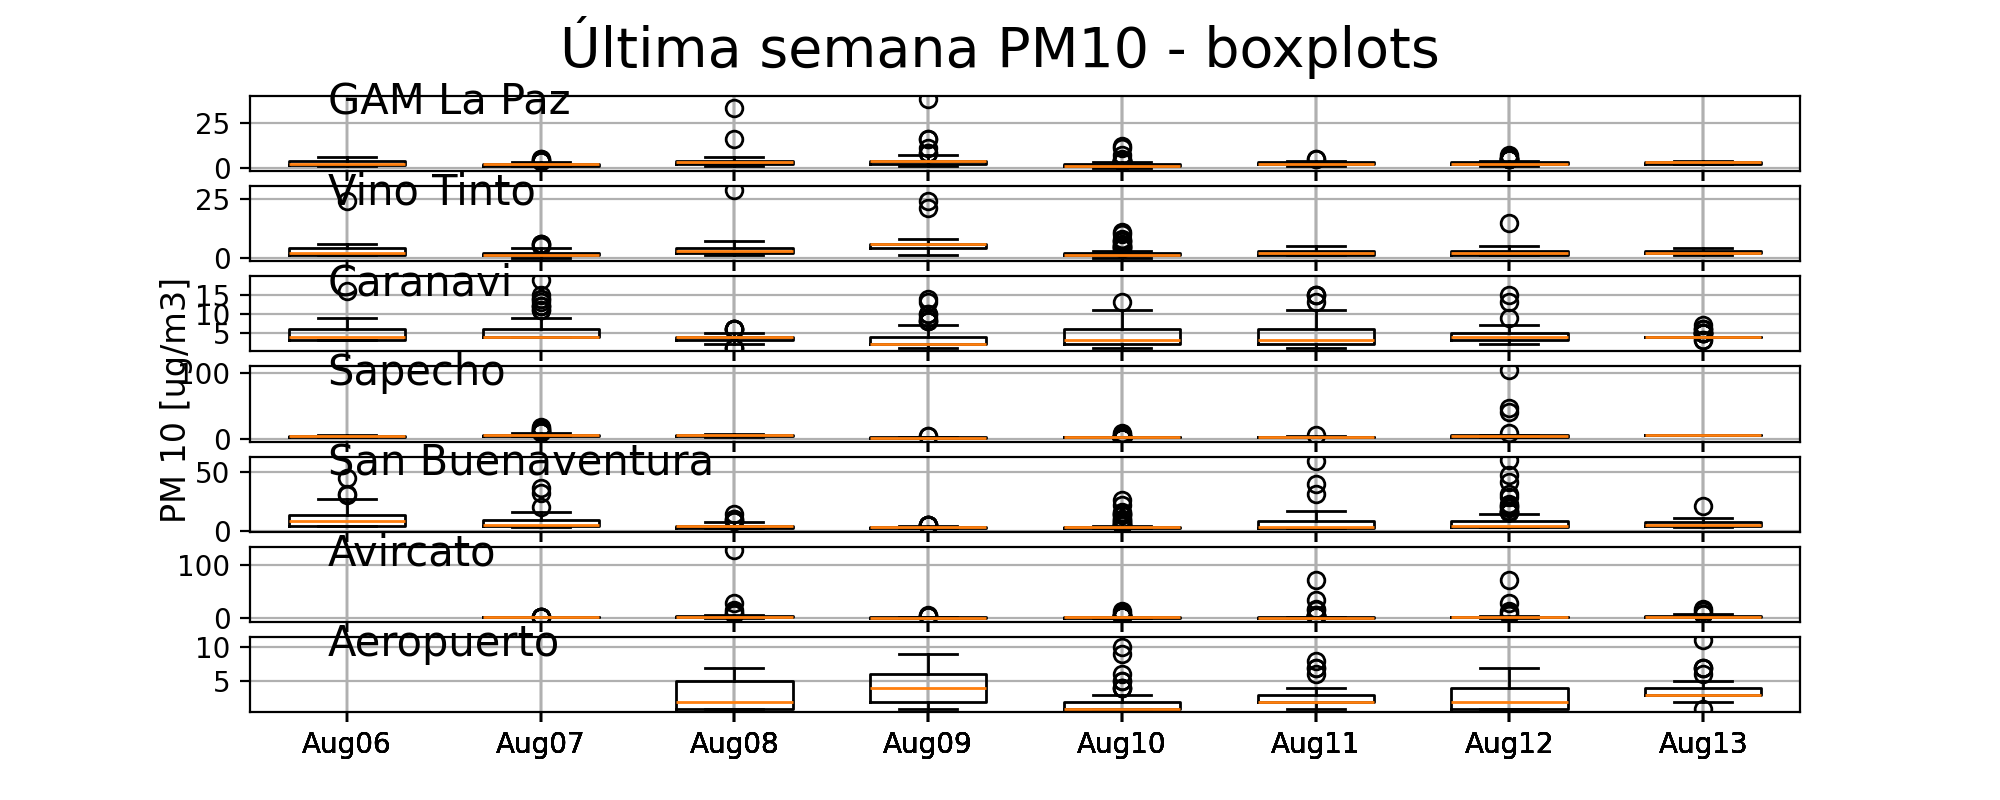 Última semana PM10 - boxplots
GAM La Paz
25
0
Vino Tinto
25
0
Caranavi
15
10
5
PM 10 [ug/m3]
Sapecho
100
0
San Buenaventura
50
0
Avircato
100
0
Aeropuerto
10
5
Aug06 Aug07 Aug08 Aug09 Aug10 Aug11 Aug12 Aug13